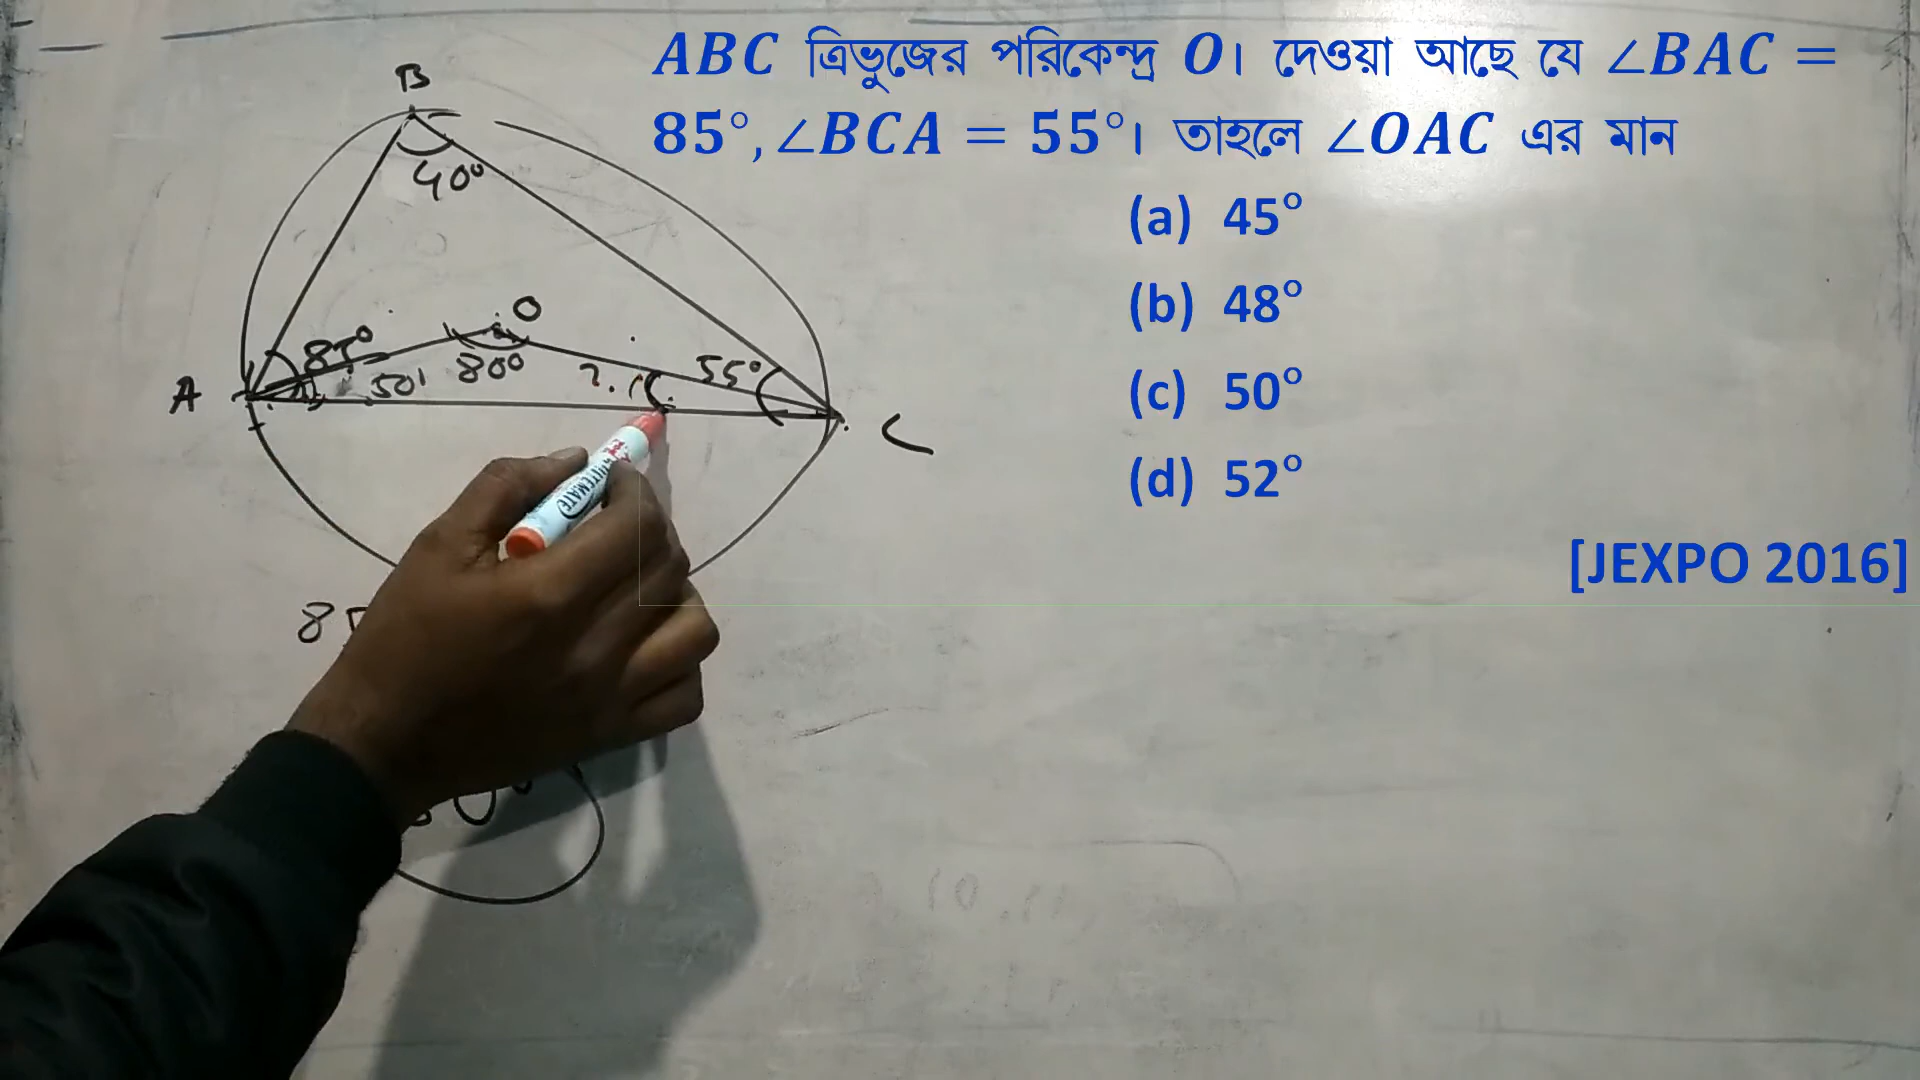 ABC ত্রিভুজের পরিকেন্দ্র O। দেওয়া আছে যে ∠BAC =
85°, ∠BCA = 55°। তাহলে ∠OAC এর মান
(a) 45°
(b) 48°
(c) 50°
(d) 52°
[JEXPO 2016]
B
40°
O
85°
80°
50
?
55°
A
C
8